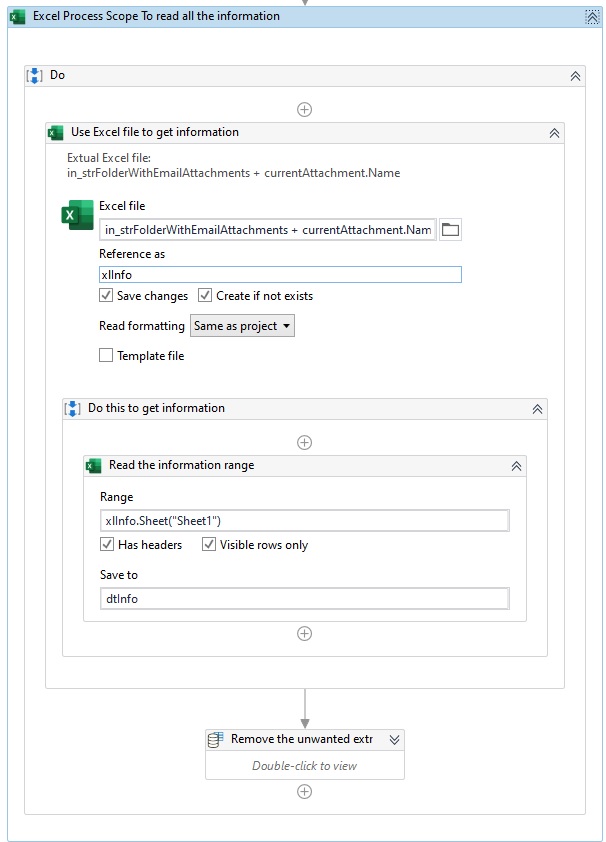 Excel Process Scope To read all the information
Do
Use Excel file to get information
Extual Excel file:
in_strFolderWithEmailAttachments + currentAttachment.Name
Excel file
in_strFolderWithEmailAttachments + currentAttachment.Nam
Reference as
xlInfo
Save changes Create if not exists
Read formatting Same as project
Template file
Do this to get information
Read the information range
Range
xlInfo.Sheet("Sheet1")
Has headers Visible rows only
Save to
dtInfo
Remove the unwanted extr
Double-click to view